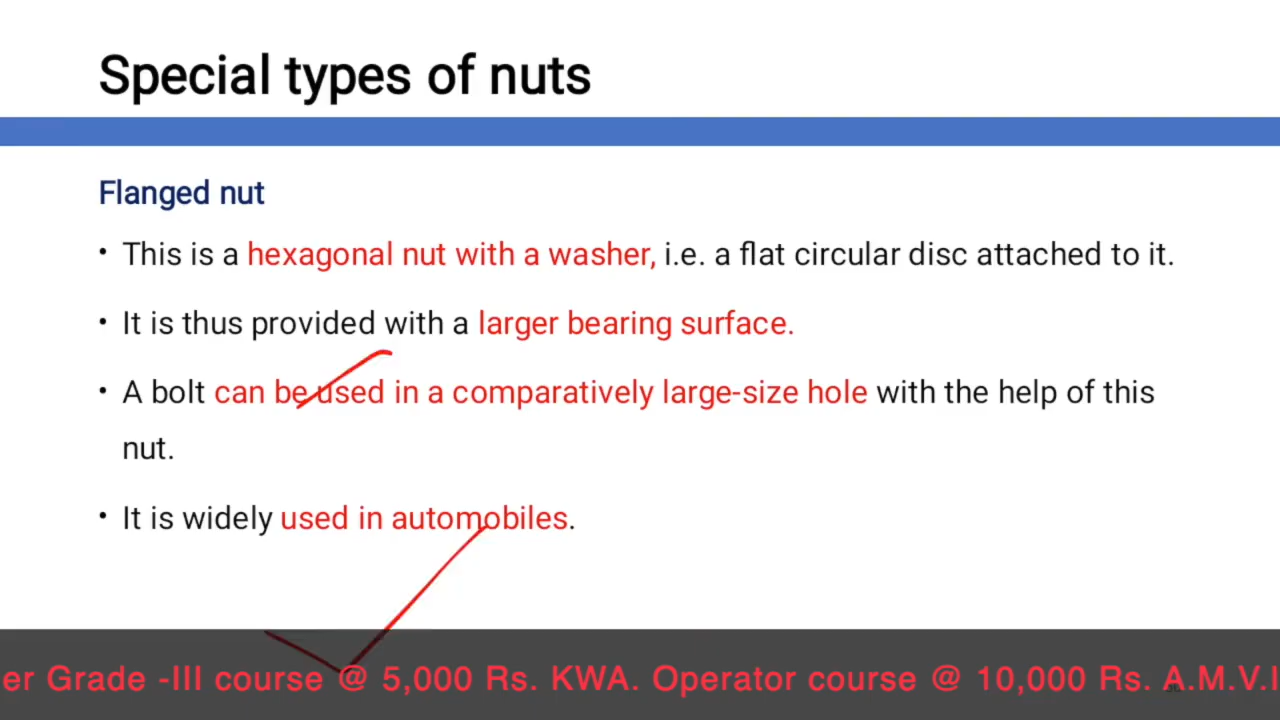 Special types of nuts
Flanged nut
• This is a hexagonal nut with a washer, i.e. a flat circular disc attached to it.
• It is thus provided with a larger bearing surface.
• A bolt can be used in a comparatively large-size hole with the help of this
nut.
• It is widely used in automobiles.
er Grade -III course @ 5,000 Rs. KWA. Operator course @ 10,000 Rs. A.M.V.I